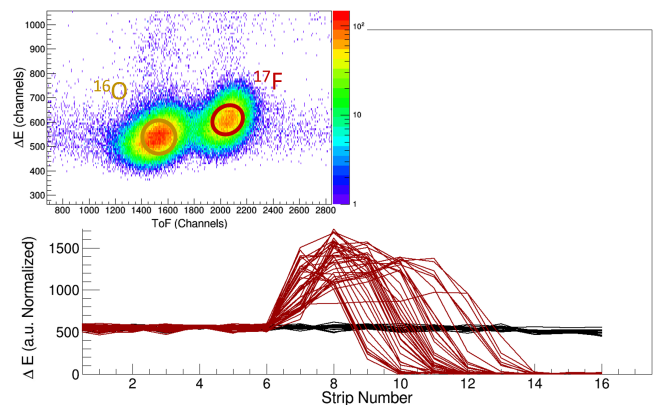 1000
900
800
700
600
500
400
300
ΔE (channels)
¹⁶O
¹⁷F
10²
10
1
800 1000 1200 1400 1600 1800 2000 2200 2400 2600 2800
ToF (Channels)
1500
1000
500
0
Δ E (a.u. Normalized)
2 4 6 8 10 12 14 16
Strip Number